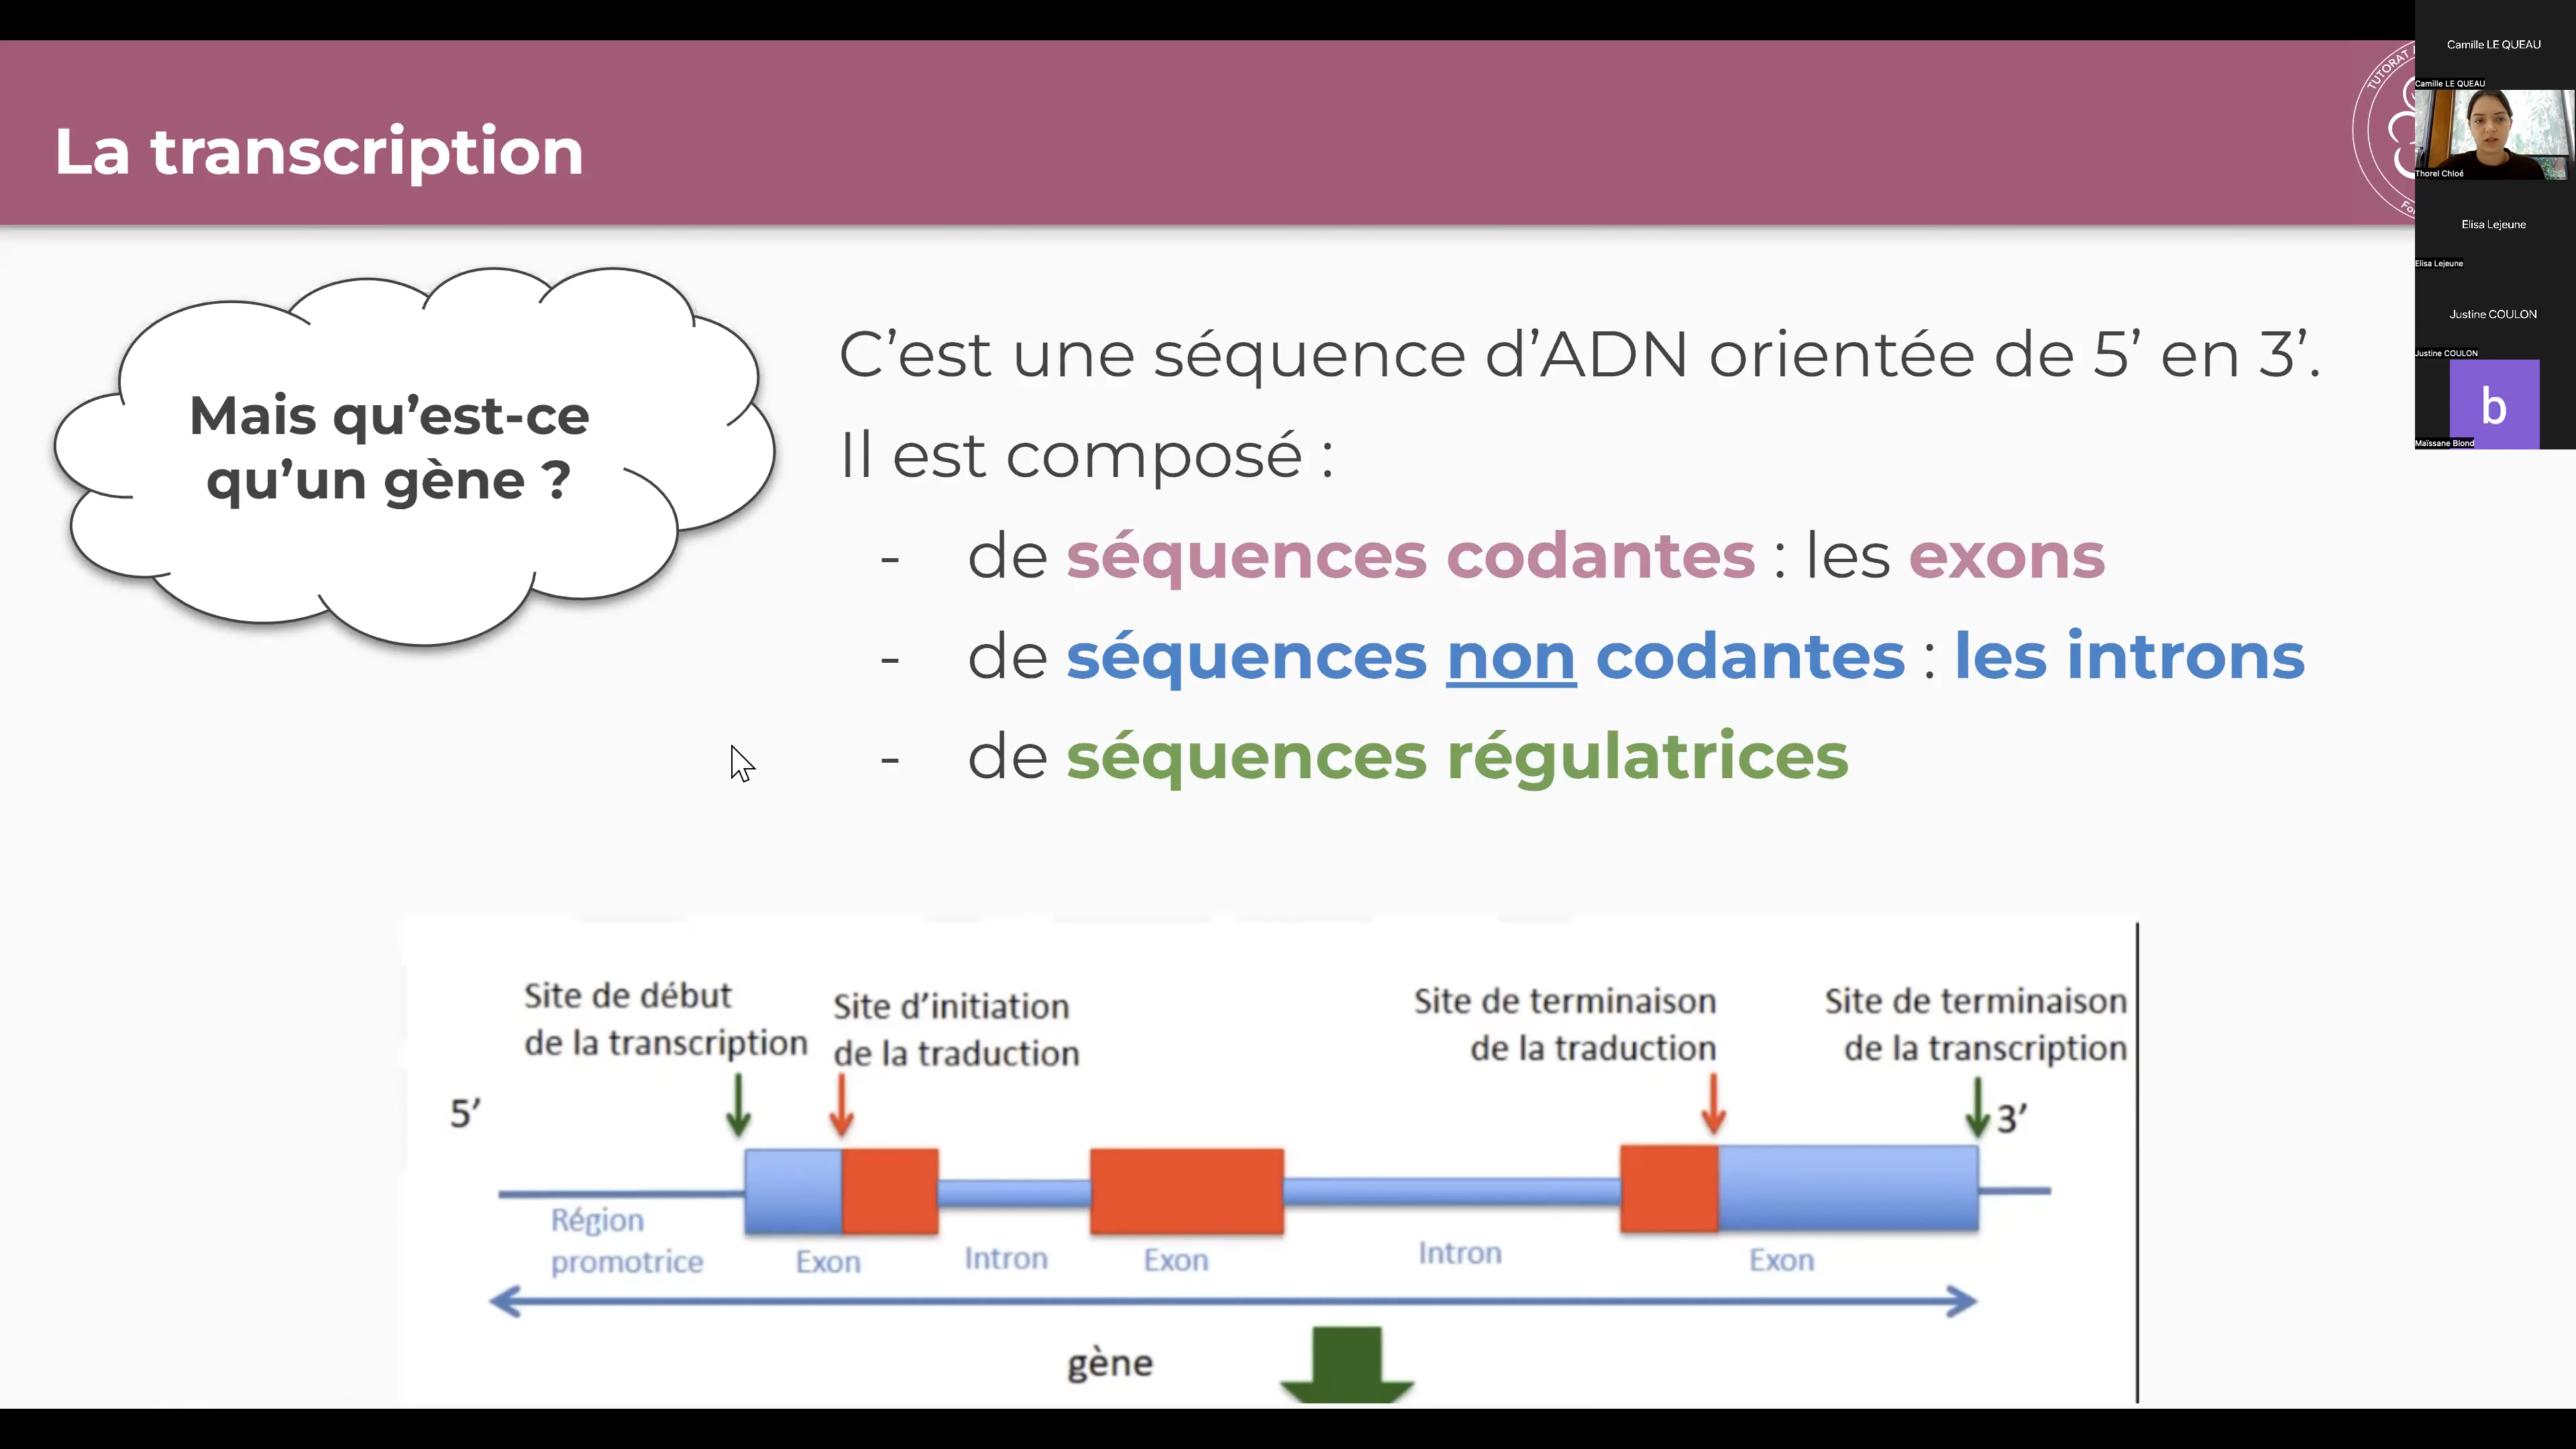 La transcription
TUTORAT
Camille LE QUEAU
Camille LE QUEAU
Thorel Chloé
Elisa Lejeune
Elisa Lejeune
Justine COULON
Justine COULON
b
Maïssane Blond
Mais qu’est-ce
qu’un gène ?
C’est une séquence d’ADN orientée de 5’ en 3’.
Il est composé :
- de séquences codantes : les exons
- de séquences non codantes : les introns
- de séquences régulatrices
Site de début
de la transcription
Site d’initiation
de la traduction
Site de terminaison
de la traduction
Site de terminaison
de la transcription
5’
3’
Région
promotrice
Exon
Intron
Exon
Intron
Exon
gène